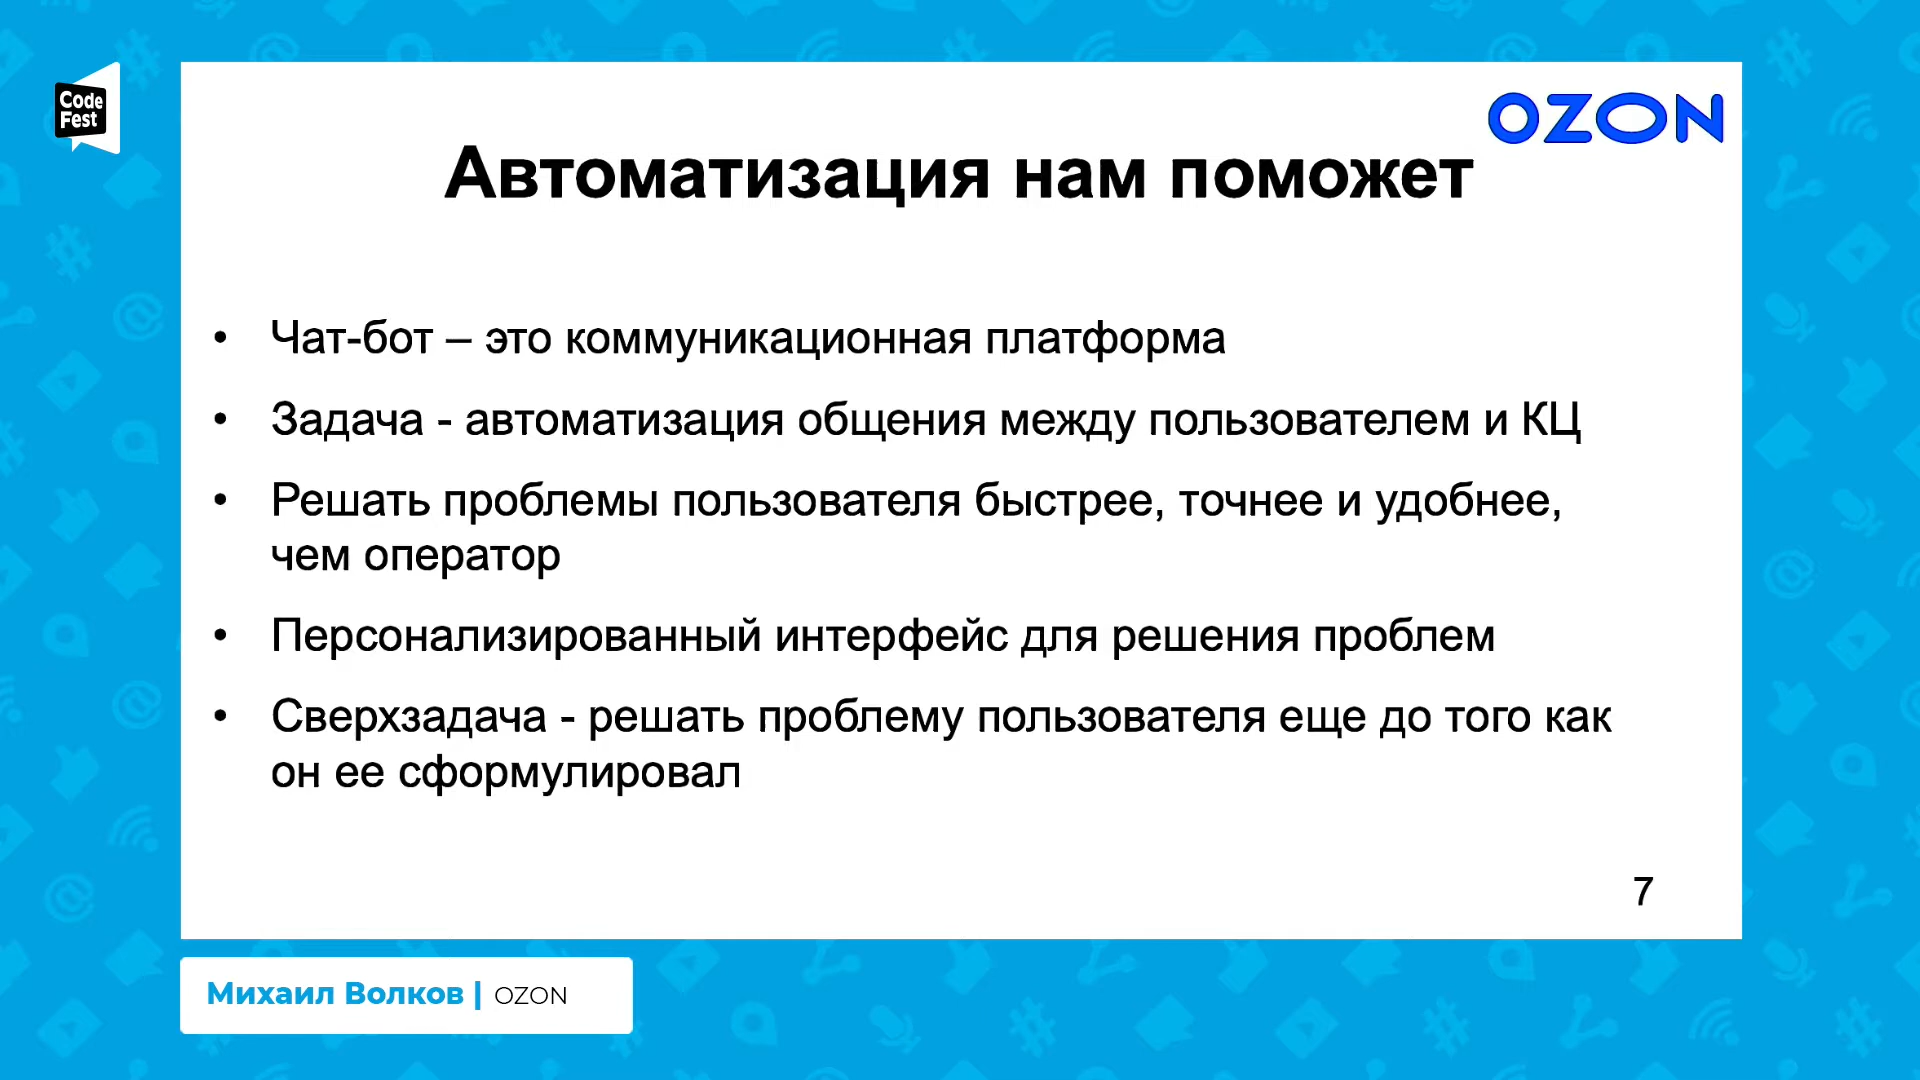 Code
Fest
OZON
Автоматизация нам поможет
• Чат-бот – это коммуникационная платформа
• Задача - автоматизация общения между пользователем и КЦ
• Решать проблемы пользователя быстрее, точнее и удобнее,
чем оператор
• Персонализированный интерфейс для решения проблем
• Сверхзадача - решать проблему пользователя еще до того как
он ее сформулировал
7
Михаил Волков | OZON